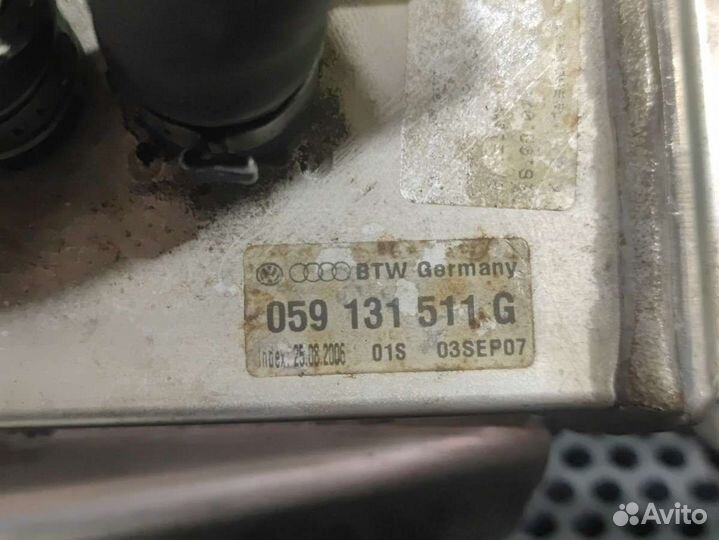 BTW Germany
059 131 511 G
Index: 25.08.2006 01S 03SEP07
Avito